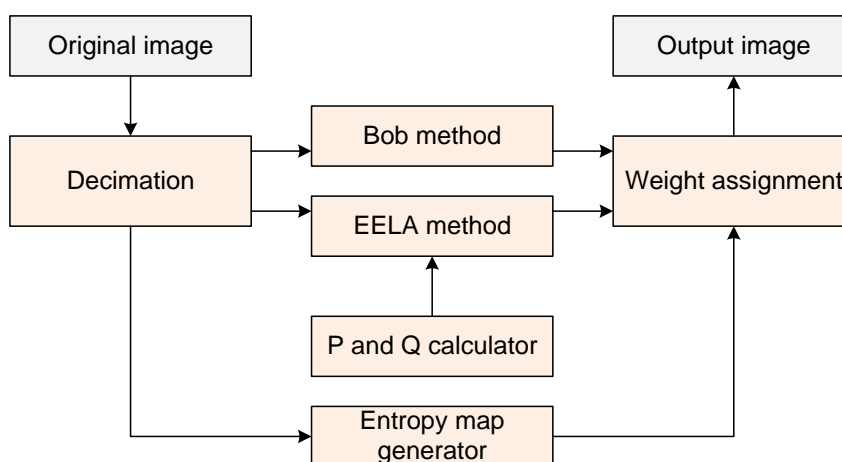 Original image
Output image
Bob method
Decimation
Weight assignment
EELA method
P and Q calculator
Entropy map
generator